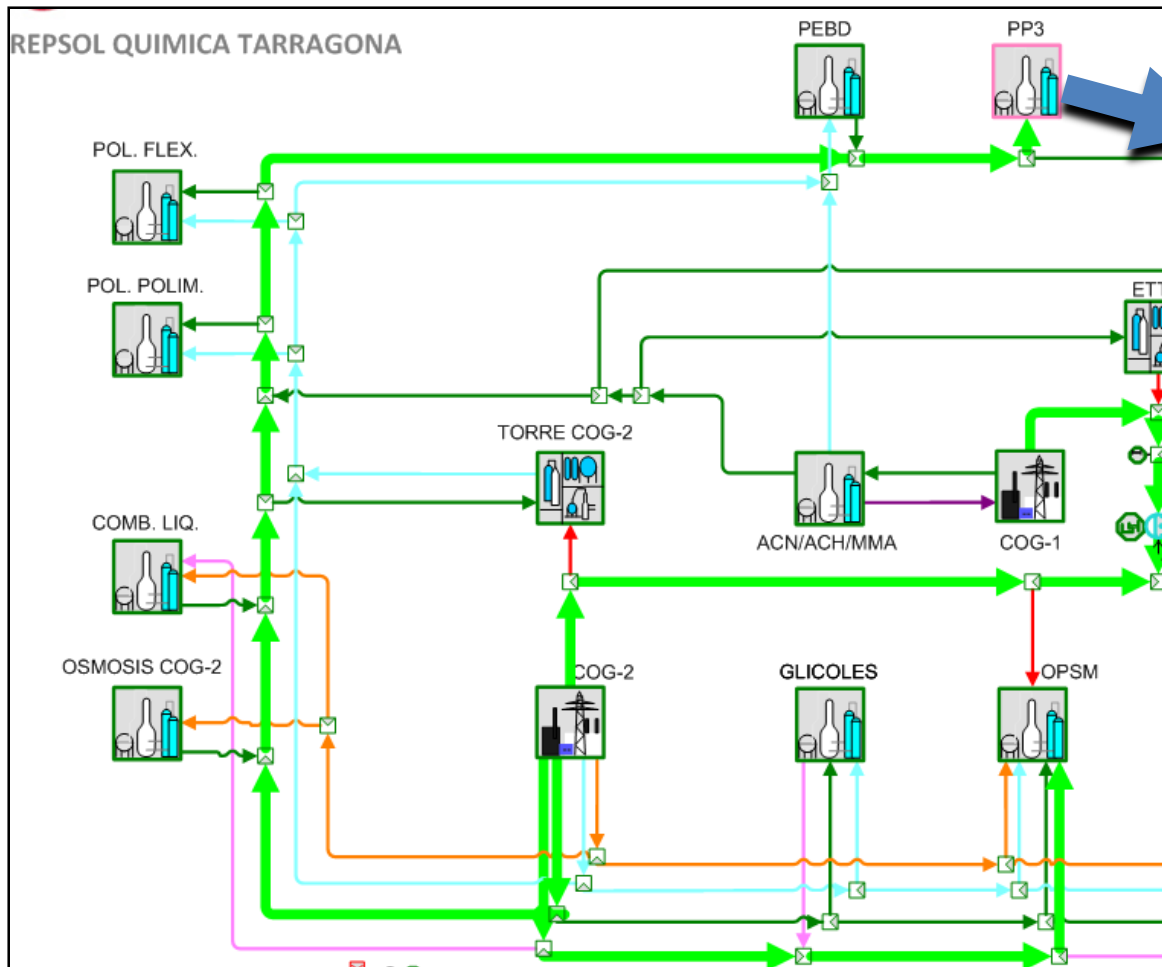 REPSOL QUIMICA TARRAGONA
PEBD
PP3
POL. FLEX.
POL. POLIM.
TORRE COG-2
COMB. LIQ.
ACN/ACH/MMA
COG-1
OSMOSIS COG-2
COG-2
GLICOLES
OPSM